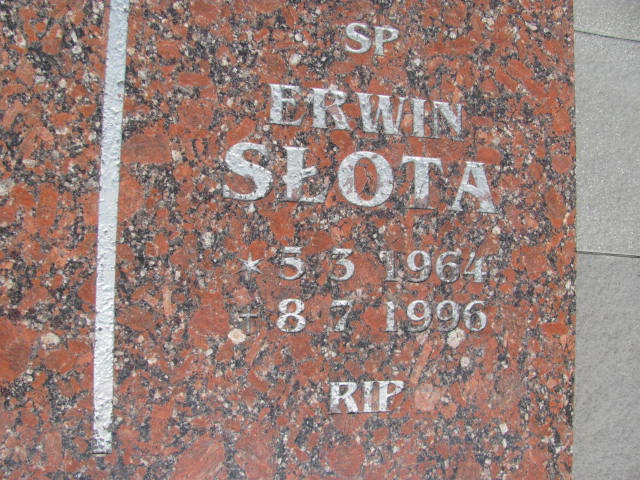 SP
ERWIN
SŁOTA
* 5 3 1964
+ 8 7 1996
RIP